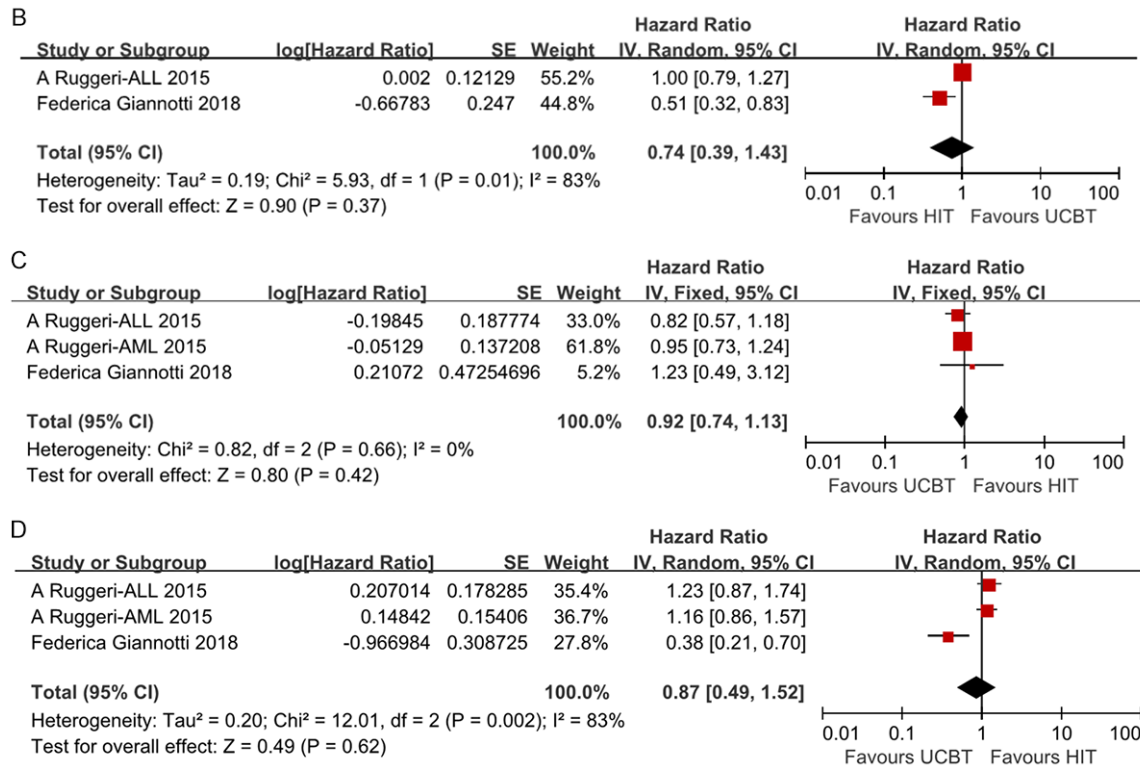 B
Hazard Ratio Hazard Ratio
Study or Subgroup log[Hazard Ratio] SE Weight IV, Random, 95% CI IV, Random, 95% CI
A Ruggeri-ALL 2015 0.002 0.12129 55.2% 1.00 [0.79, 1.27]
Federica Giannotti 2018 -0.66783 0.247 44.8% 0.51 [0.32, 0.83]
Total (95% CI) 100.0% 0.74 [0.39, 1.43]
Heterogeneity: Tau² = 0.19; Chi² = 5.93, df = 1 (P = 0.01); I² = 83%
Test for overall effect: Z = 0.90 (P = 0.37)
0.01 0.1 1 10 100
Favours HIT Favours UCBT
C
Hazard Ratio Hazard Ratio
Study or Subgroup log[Hazard Ratio] SE Weight IV, Fixed, 95% CI IV, Fixed, 95% CI
A Ruggeri-ALL 2015 -0.19845 0.187774 33.0% 0.82 [0.57, 1.18]
A Ruggeri-AML 2015 -0.05129 0.137208 61.8% 0.95 [0.73, 1.24]
Federica Giannotti 2018 0.21072 0.47254696 5.2% 1.23 [0.49, 3.12]
Total (95% CI) 100.0% 0.92 [0.74, 1.13]
Heterogeneity: Chi² = 0.82, df = 2 (P = 0.66); I² = 0%
Test for overall effect: Z = 0.80 (P = 0.42)
0.01 0.1 1 10 100
Favours UCBT Favours HIT
D
Hazard Ratio Hazard Ratio
Study or Subgroup log[Hazard Ratio] SE Weight IV, Random, 95% CI IV, Random, 95% CI
A Ruggeri-ALL 2015 0.207014 0.178285 35.4% 1.23 [0.87, 1.74]
A Ruggeri-AML 2015 0.14842 0.15406 36.7% 1.16 [0.86, 1.57]
Federica Giannotti 2018 -0.966984 0.308725 27.8% 0.38 [0.21, 0.70]
Total (95% CI) 100.0% 0.87 [0.49, 1.52]
Heterogeneity: Tau² = 0.20; Chi² = 12.01, df = 2 (P = 0.002); I² = 83%
Test for overall effect: Z = 0.49 (P = 0.62)
0.01 0.1 1 10 100
Favours UCBT Favours HIT